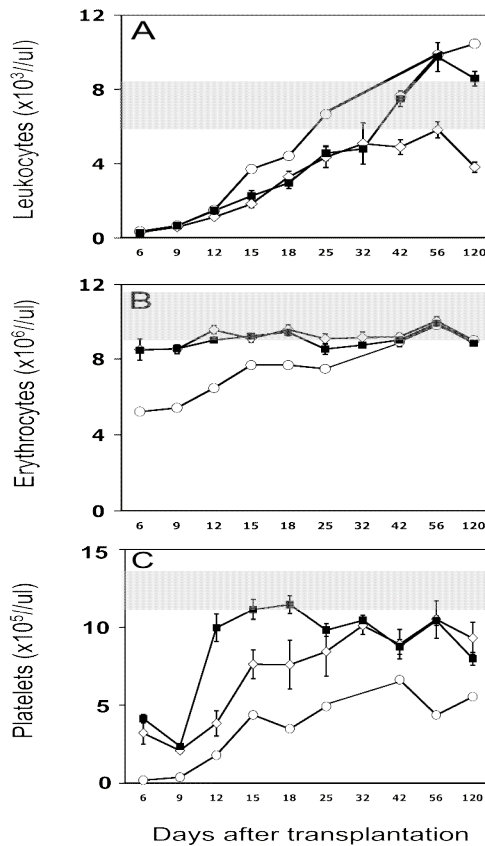 A
Leukocytes (x10³//ul)
12
8
4
0
6 9 12 15 18 25 32 42 56 120
B
Erythrocytes (x10⁶//ul)
12
8
4
0
6 9 12 15 18 25 32 42 56 120
C
Platelets (x10⁵//ul)
15
10
5
0
6 9 12 15 18 25 32 42 56 120
Days after transplantation